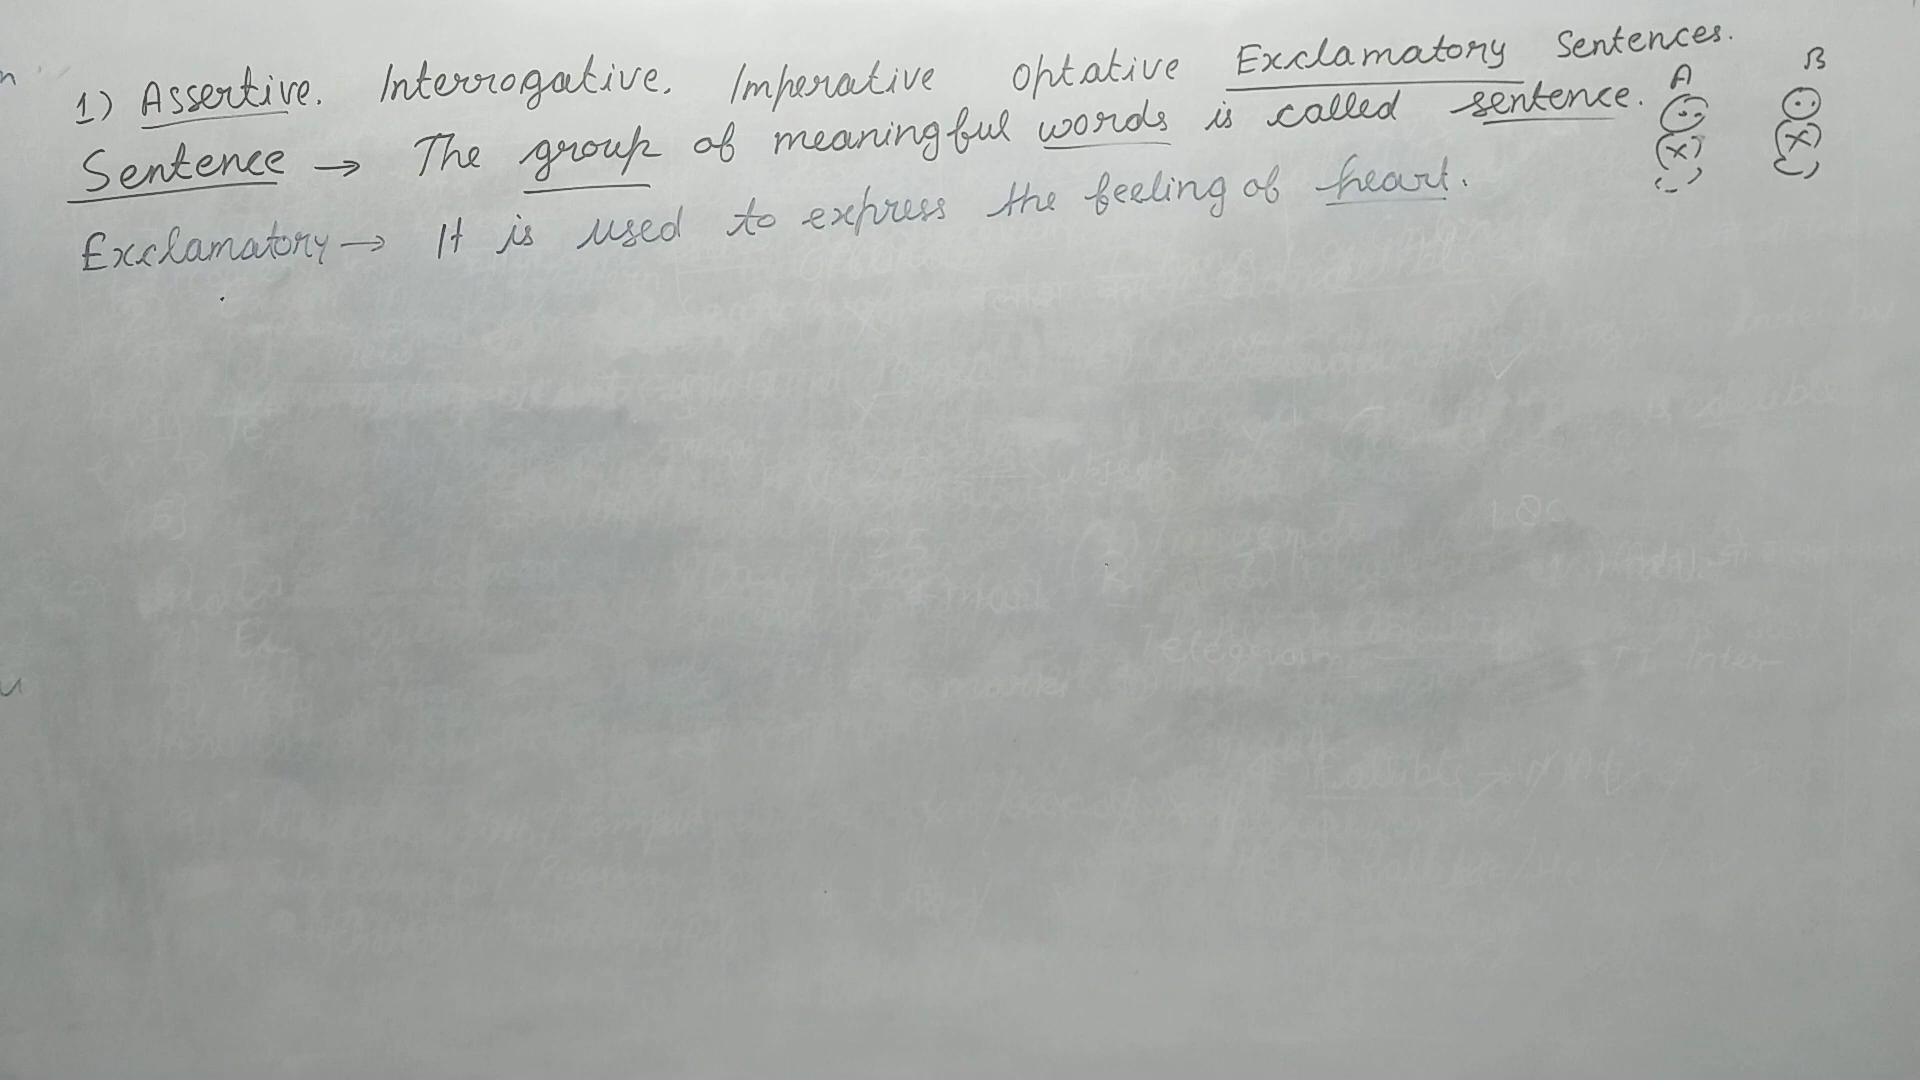 1) Assertive. Interrogative. Imperative Optative Exclamatory Sentences.
Sentence → The group of meaningful words is called sentence.
A B
Exclamatory → It is used to express the feeling of heart.